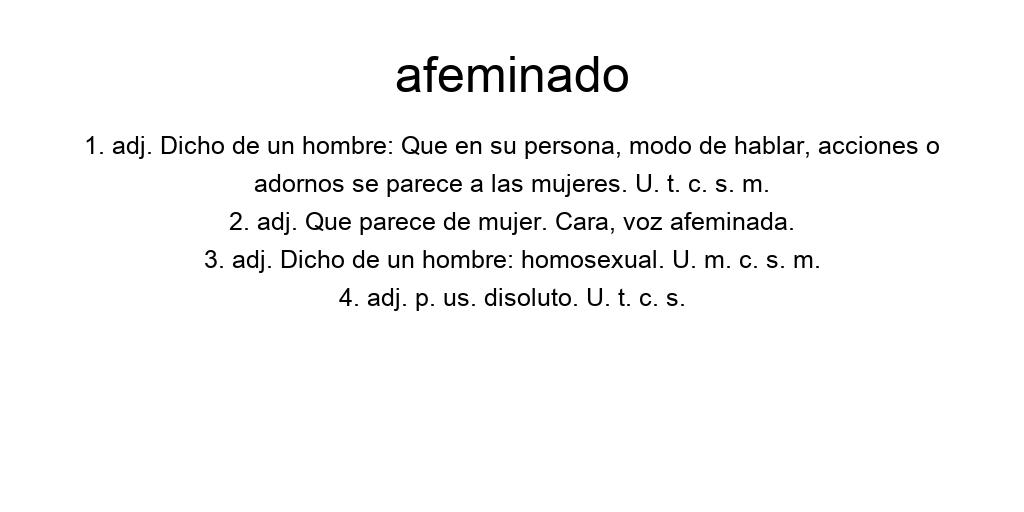 afeminado
1. adj. Dicho de un hombre: Que en su persona, modo de hablar, acciones o
adornos se parece a las mujeres. U. t. c. s. m.
2. adj. Que parece de mujer. Cara, voz afeminada.
3. adj. Dicho de un hombre: homosexual. U. m. c. s. m.
4. adj. p. us. disoluto. U. t. c. s.